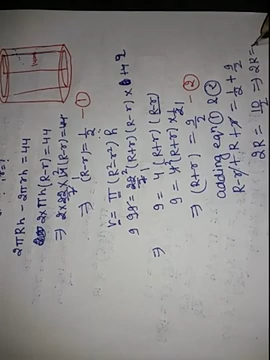 2πRh - 2πrh = 44
2πh(R-r) = 44
⇒ 2×22/7×14(R-r) = 44
⇒ (R-r) = 1/2 — ①
v = π(R²-r²)h
99 = 22/7 (R+r)(R-r)×14
⇒ 9 = 4(R+r)(R-r)
9 = 4(R+r)×1/2
⇒ (R+r) = 9/2 — ②
adding eqn ① & ②
R-r+R+r = 1/2+9/2
2R = 10/2 ⇒ 2R=